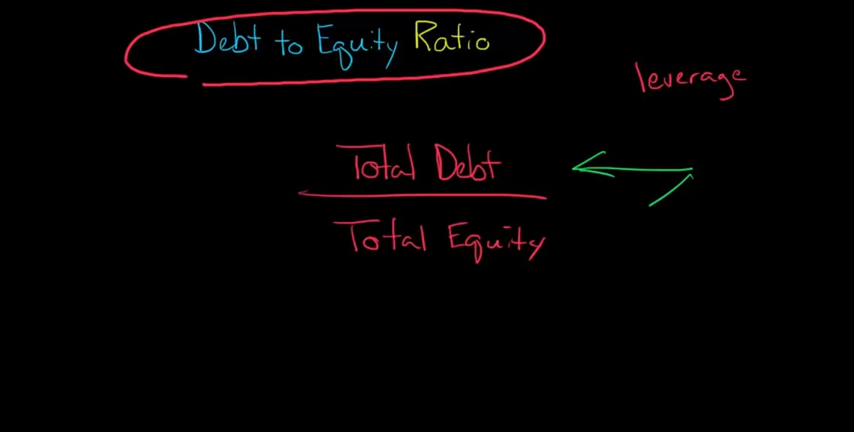 Debt to Equity Ratio
leverage
Total Debt
Total Equity